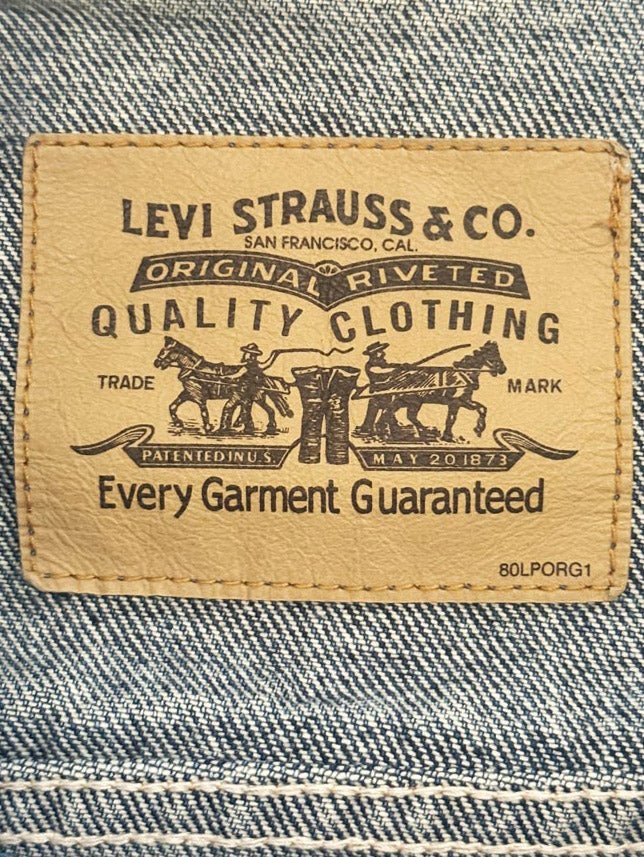 LEVI STRAUSS & CO.
SAN FRANCISCO, CAL.
ORIGINAL RIVETED
QUALITY CLOTHING
TRADE MARK
PATENTED IN U.S. MAY 20 1873
Every Garment Guaranteed
80LPORG1